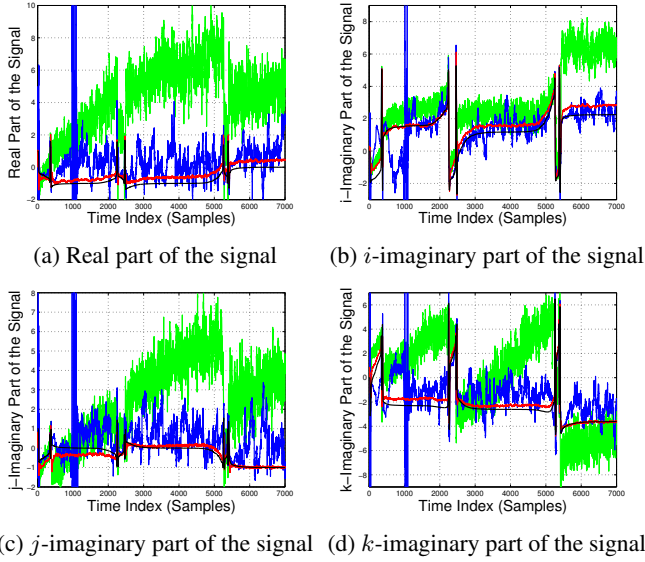 10
8
6
4
2
0
−2
Real Part of the Signal
0 1000 2000 3000 4000 5000 6000 7000
Time Index (Samples)
(a) Real part of the signal
8
6
4
2
0
−2
i−Imaginary Part of the Signal
0 1000 2000 3000 4000 5000 6000 7000
Time Index (Samples)
(b) i-imaginary part of the signal
8
7
6
5
4
3
2
1
0
−1
−2
j−Imaginary Part of the Signal
0 1000 2000 3000 4000 5000 6000 7000
Time Index (Samples)
(c) j-imaginary part of the signal
6
4
2
0
−2
−4
−6
−8
k−Imaginary Part of the Signal
0 1000 2000 3000 4000 5000 6000 7000
Time Index (Samples)
(d) k-imaginary part of the signal